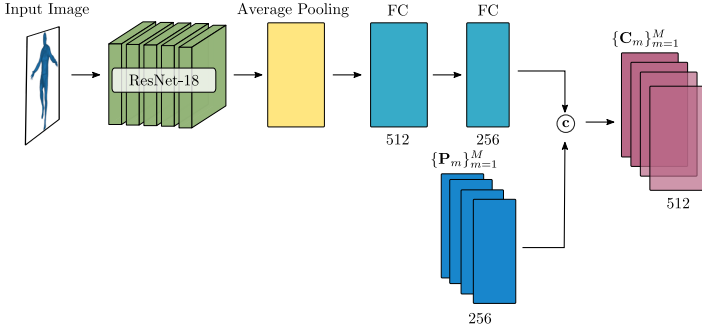 Input Image
Average Pooling
FC
FC
{C_m}_{m=1}^M
ResNet-18
c
512
256
{P_m}_{m=1}^M
512
256